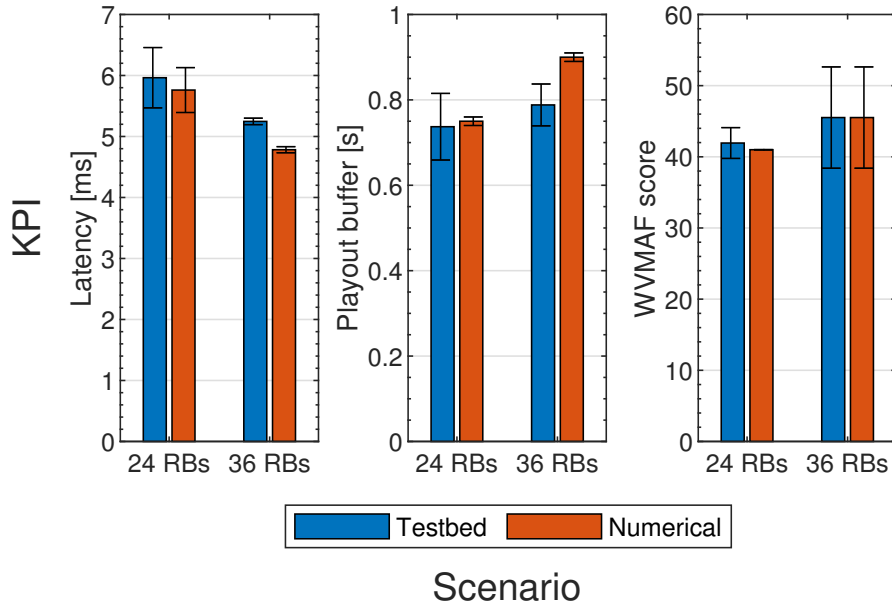 KPI
Latency [ms]
7
6
5
4
3
2
1
0
24 RBs
36 RBs
Playout buffer [s]
1
0.8
0.6
0.4
0.2
0
24 RBs
36 RBs
WVMAF score
60
50
40
30
20
10
0
24 RBs
36 RBs
Testbed
Numerical
Scenario